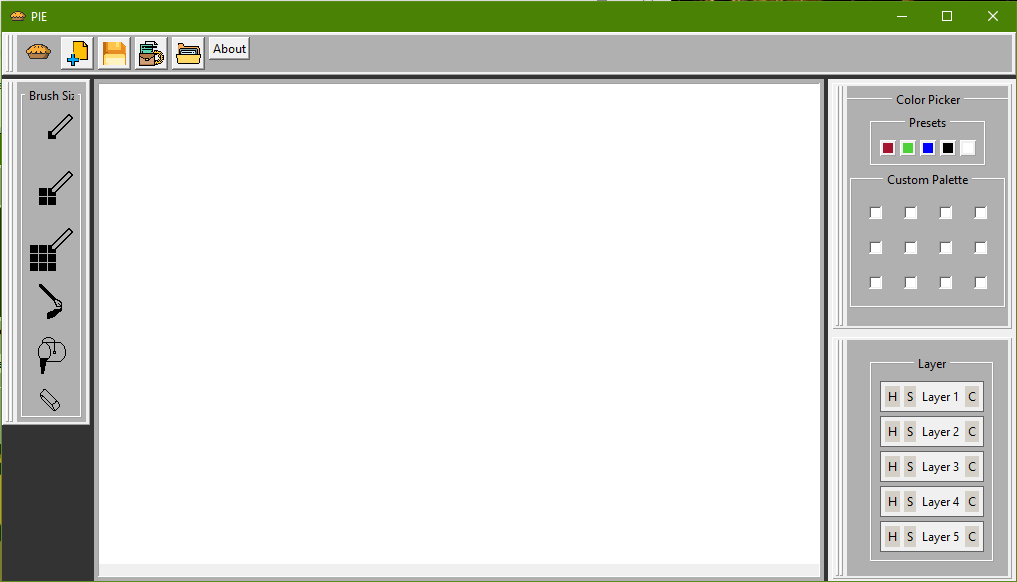 PIE
About
Brush Siz
Color Picker
Presets
Custom Palette
Layer
H S Layer 1 C
H S Layer 2 C
H S Layer 3 C
H S Layer 4 C
H S Layer 5 C